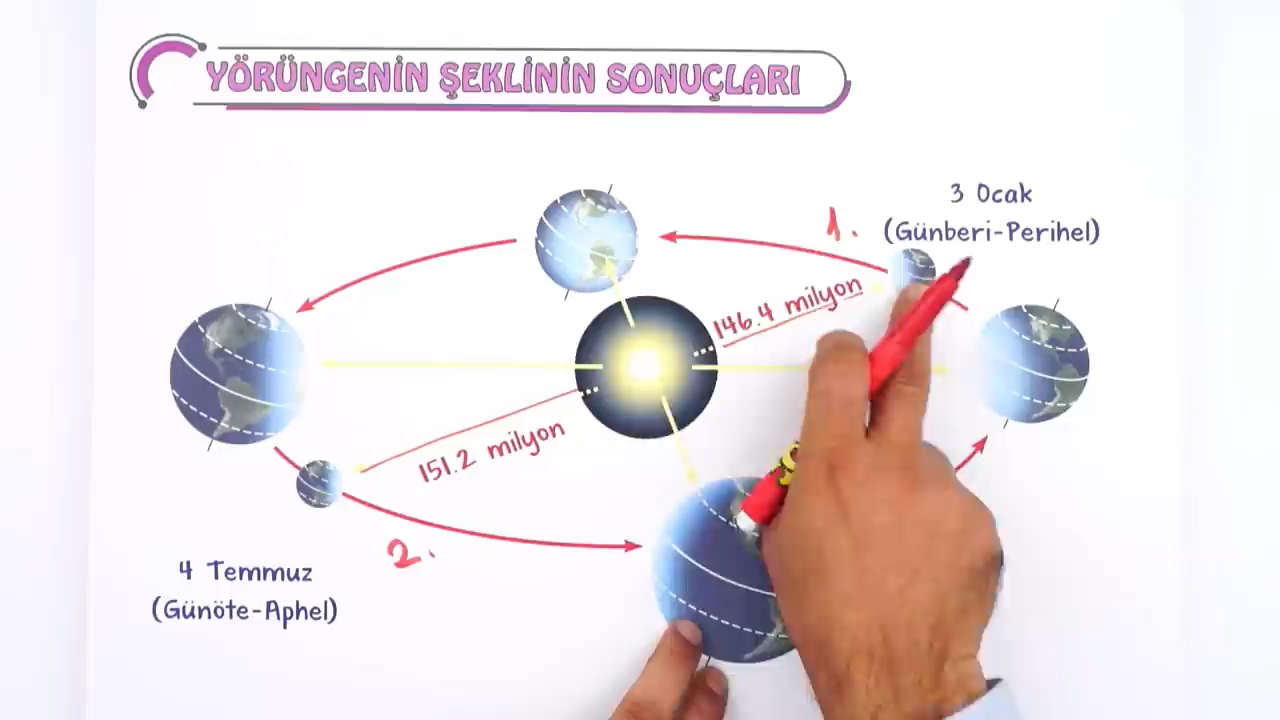 YÖRÜNGENİN ŞEKLİNİN SONUÇLARI
3 Ocak
(Günberi-Perihel)
1.
146.4 milyon
151.2 milyon
2.
4 Temmuz
(Günöte-Aphel)